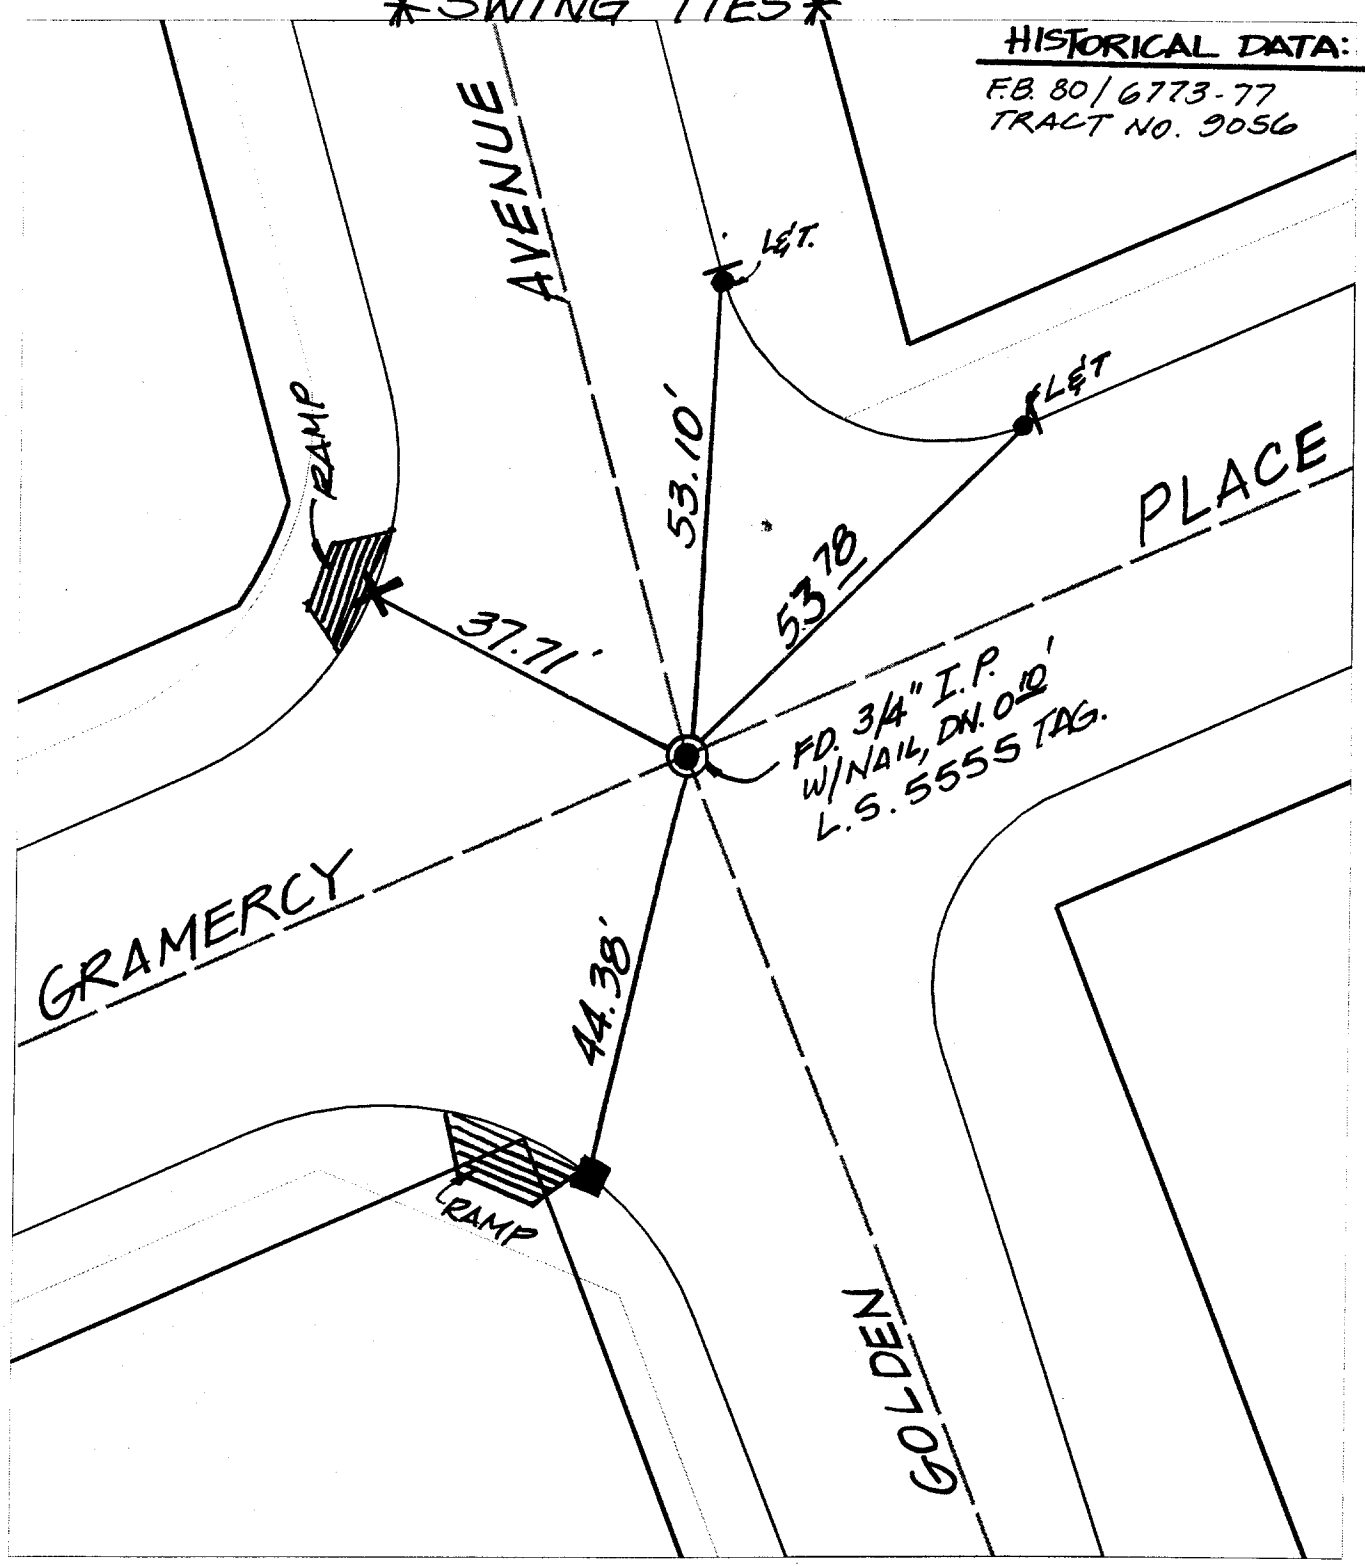 *SWING TIES*
HISTORICAL DATA:
F.B. 80/6773-77
TRACT NO. 9056
AVENUE
L&T.
L&T
RAMP
53.10'
PLACE
53.78
37.71'
FD. 3/4" I.P.
W/NAIL, DN. 0.10'
L.S. 5555 TAG.
GRAMERCY
44.38'
RAMP
GOLDEN